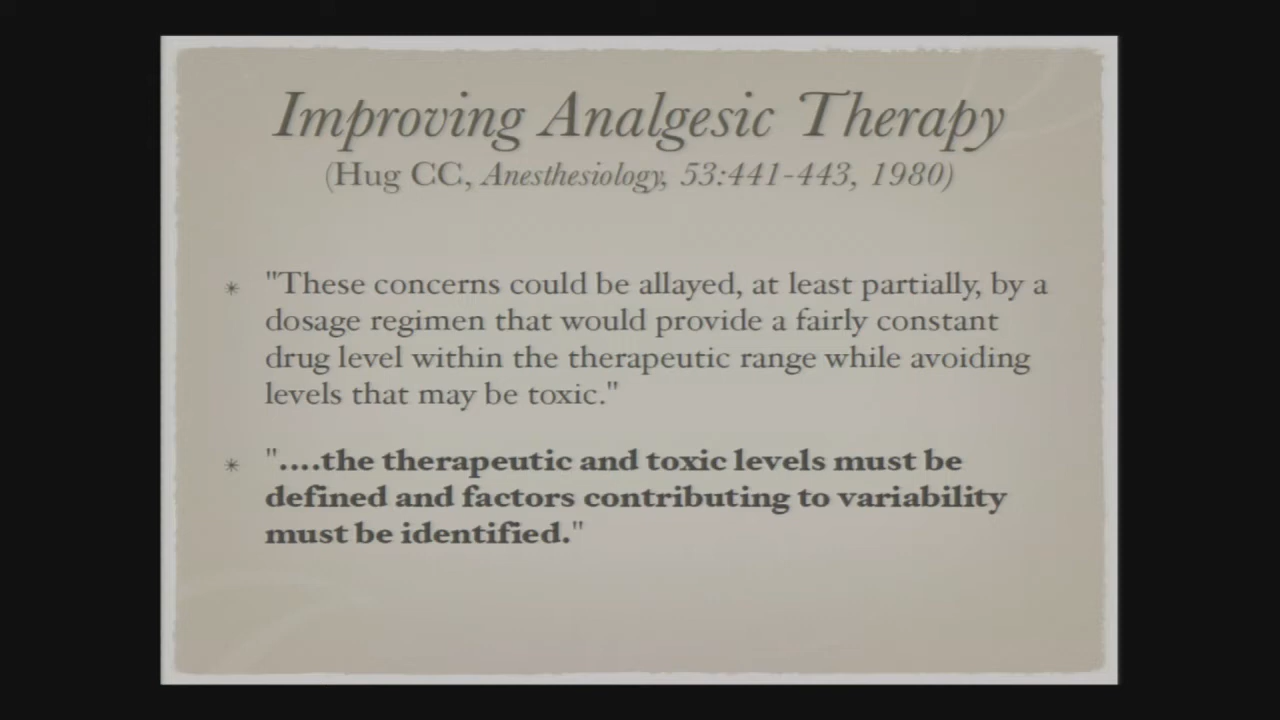 Improving Analgesic Therapy
(Hug CC, Anesthesiology, 53:441-443, 1980)
* "These concerns could be allayed, at least partially, by a
dosage regimen that would provide a fairly constant
drug level within the therapeutic range while avoiding
levels that may be toxic."
* "....the therapeutic and toxic levels must be
defined and factors contributing to variability
must be identified."